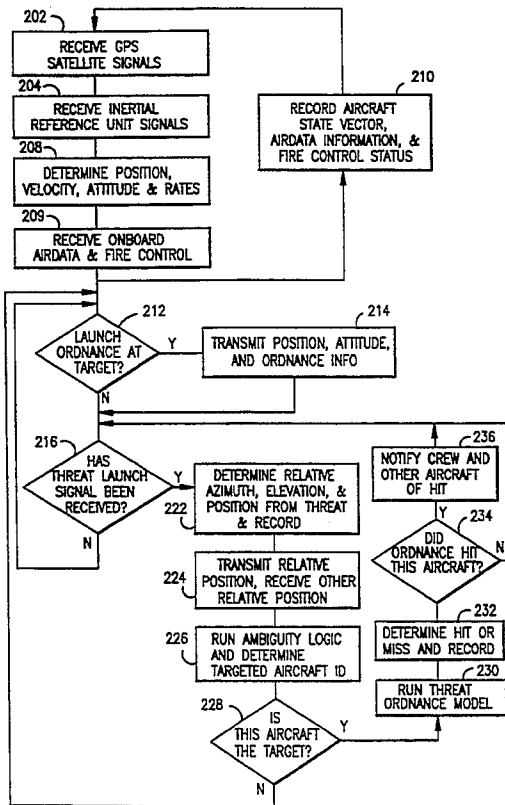 202
RECEIVE GPS
SATELLITE SIGNALS
204
RECEIVE INERTIAL
REFERENCE UNIT SIGNALS
208
DETERMINE POSITION,
VELOCITY, ATTITUDE & RATES
209
RECEIVE ONBOARD
AIRDATA & FIRE CONTROL
210
RECORD AIRCRAFT
STATE VECTOR,
AIRDATA INFORMATION, &
FIRE CONTROL STATUS
212
LAUNCH
ORDNANCE AT
TARGET?
Y
N
214
TRANSMIT POSITION, ATTITUDE,
AND ORDNANCE INFO
216
HAS
THREAT LAUNCH
SIGNAL BEEN
RECEIVED?
Y
N
222
DETERMINE RELATIVE
AZIMUTH, ELEVATION, &
POSITION FROM THREAT
& RECORD
224
TRANSMIT RELATIVE
POSITION, RECEIVE OTHER
RELATIVE POSITION
226
RUN AMBIGUITY LOGIC
AND DETERMINE
TARGETED AIRCRAFT ID
228
IS
THIS AIRCRAFT
THE TARGET?
Y
N
236
NOTIFY CREW AND
OTHER AIRCRAFT
OF HIT
Y
234
DID
ORDNANCE HIT
THIS AIRCRAFT?
N
232
DETERMINE HIT OR
MISS AND RECORD
230
RUN THREAT
ORDNANCE MODEL